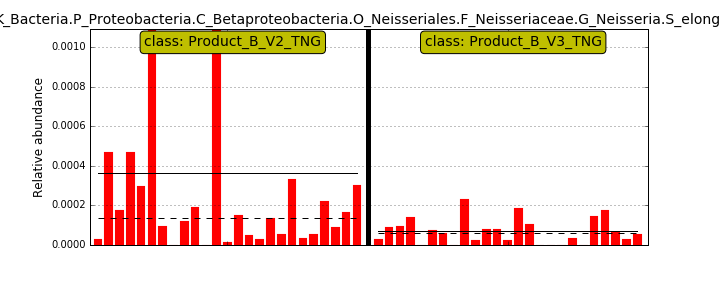 K_Bacteria.P_Proteobacteria.C_Betaproteobacteria.O_Neisseriales.F_Neisseriaceae.G_Neisseria.S_elong
class: Product_B_V2_TNG
class: Product_B_V3_TNG
0.0010
0.0008
0.0006
0.0004
0.0002
0.0000
Relative abundance